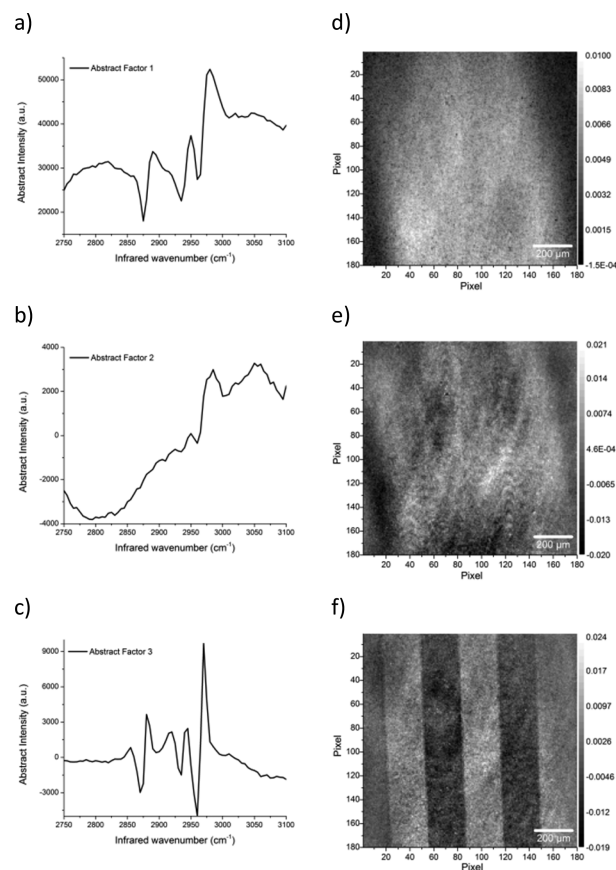 a)
Abstract Factor 1
50000
40000
30000
20000
Abstract Intensity (a.u.)
2750 2800 2850 2900 2950 3000 3050 3100
Infrared wavenumber (cm-1)
d)
20
40
60
80
100
120
140
160
180
Pixel
20 40 60 80 100 120 140 160 180
Pixel
200 µm
0.0100
0.0083
0.0066
0.0049
0.0032
0.0015
-1.5E-04
b)
Abstract Factor 2
4000
2000
0
-2000
-4000
Abstract Intensity (a.u.)
2750 2800 2850 2900 2950 3000 3050 3100
Infrared wavenumber (cm-1)
e)
20
40
60
80
100
120
140
160
180
Pixel
20 40 60 80 100 120 140 160 180
Pixel
200 µm
0.021
0.014
0.0074
4.6E-04
-0.0065
-0.013
-0.020
c)
Abstract Factor 3
9000
6000
3000
0
-3000
Abstract Intensity (a.u.)
2750 2800 2850 2900 2950 3000 3050 3100
Infrared wavenumber (cm-1)
f)
20
40
60
80
100
120
140
160
180
Pixel
20 40 60 80 100 120 140 160 180
Pixel
200 µm
0.024
0.017
0.0097
0.0026
-0.0046
-0.012
-0.019